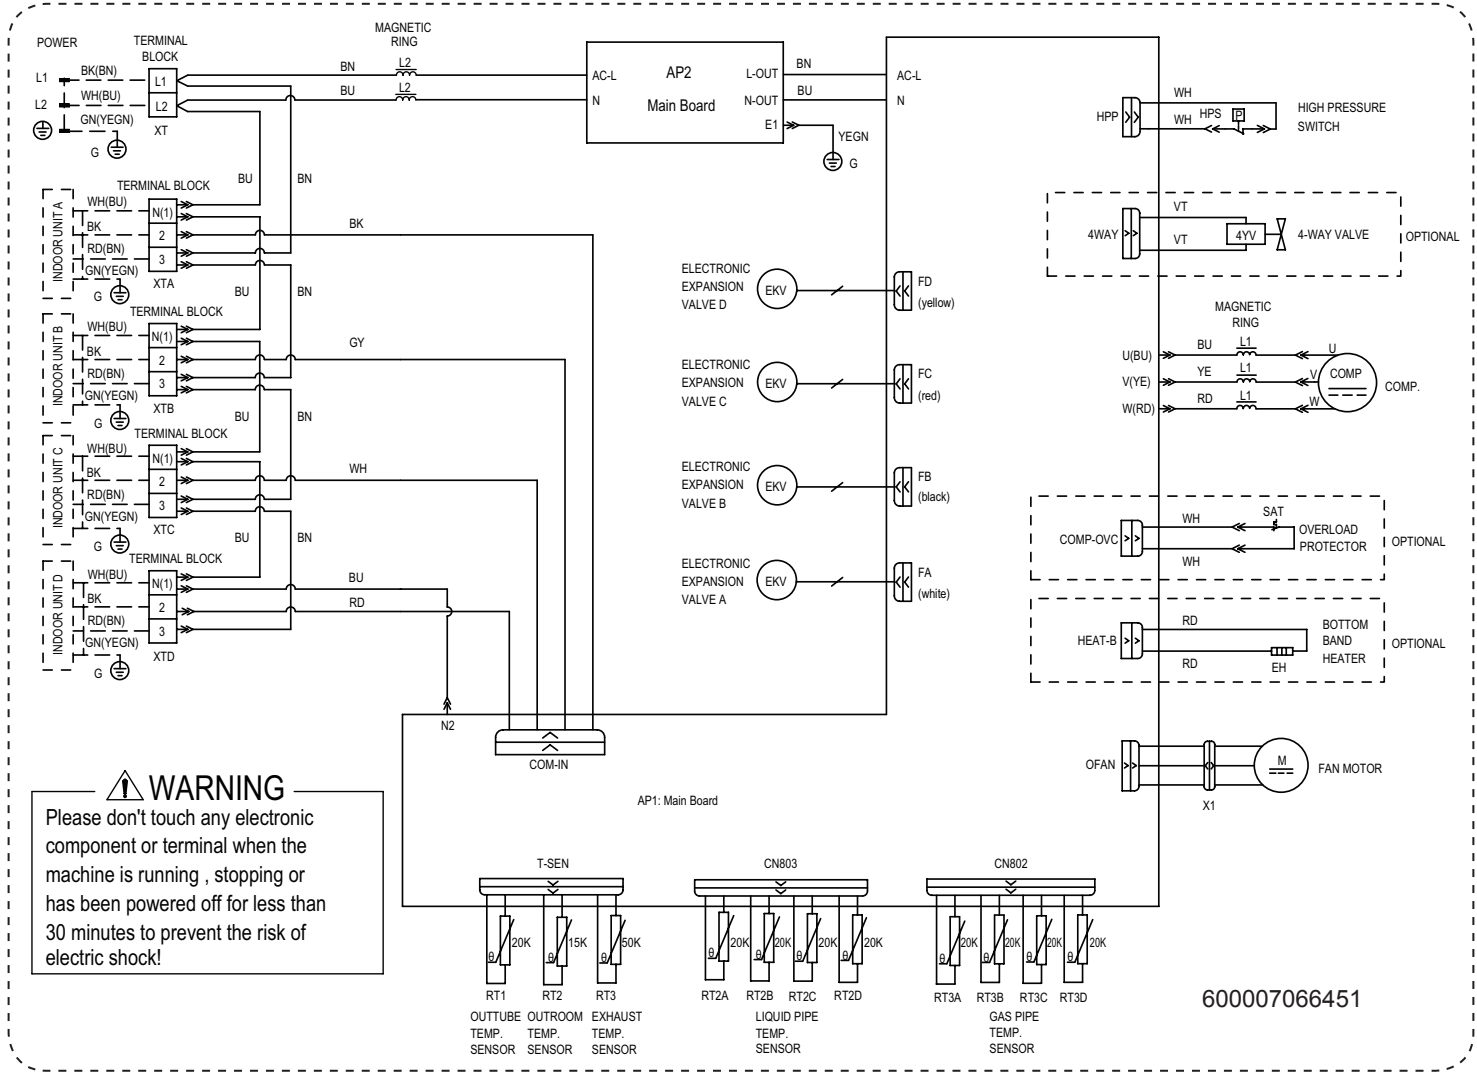 POWER
TERMINAL
BLOCK
MAGNETIC
RING
L1
BK(BN)
L1
BN
L2
L2
WH(BU)
L2
BU
L2
GN(YEGN)
XT
G
AC-L
AP2
L-OUT
N
Main Board
N-OUT
E1
BN
BU
YEGN
G
AC-L
N
BU
BN
INDOOR UNIT A
TERMINAL BLOCK
WH(BU)
N(1)
BK
2
BK
RD(BN)
3
GN(YEGN)
G
XTA
BU
BN
INDOOR UNIT B
TERMINAL BLOCK
WH(BU)
N(1)
BK
2
GY
RD(BN)
3
GN(YEGN)
G
XTB
BU
BN
INDOOR UNIT C
TERMINAL BLOCK
WH(BU)
N(1)
BK
2
WH
RD(BN)
3
GN(YEGN)
G
XTC
BU
BN
INDOOR UNIT D
TERMINAL BLOCK
WH(BU)
N(1)
BU
BK
2
RD
RD(BN)
3
GN(YEGN)
G
XTD
N2
COM-IN
AP1: Main Board
ELECTRONIC
EXPANSION
VALVE D
EKV
FD
(yellow)
ELECTRONIC
EXPANSION
VALVE C
EKV
FC
(red)
ELECTRONIC
EXPANSION
VALVE B
EKV
FB
(black)
ELECTRONIC
EXPANSION
VALVE A
EKV
FA
(white)
HPP
WH
WH
HPS
P
HIGH PRESSURE
SWITCH
4WAY
VT
VT
4YV
4-WAY VALVE
OPTIONAL
MAGNETIC
RING
U(BU)
BU
L1
U
V(YE)
YE
L1
V
W(RD)
RD
L1
W
COMP
COMP.
COMP-OVC
WH
WH
SAT
OVERLOAD
PROTECTOR
OPTIONAL
HEAT-B
RD
RD
EH
BOTTOM
BAND
HEATER
OPTIONAL
OFAN
X1
M
FAN MOTOR
WARNING
Please don't touch any electronic
component or terminal when the
machine is running , stopping or
has been powered off for less than
30 minutes to prevent the risk of
electric shock!
T-SEN
CN803
CN802
θ 20K
θ 15K
θ 50K
θ 20K
θ 20K
θ 20K
θ 20K
θ 20K
θ 20K
θ 20K
θ 20K
RT1
RT2
RT3
RT2A
RT2B
RT2C
RT2D
RT3A
RT3B
RT3C
RT3D
OUTTUBE
TEMP.
SENSOR
OUTROOM
TEMP.
SENSOR
EXHAUST
TEMP.
SENSOR
LIQUID PIPE
TEMP.
SENSOR
GAS PIPE
TEMP.
SENSOR
600007066451